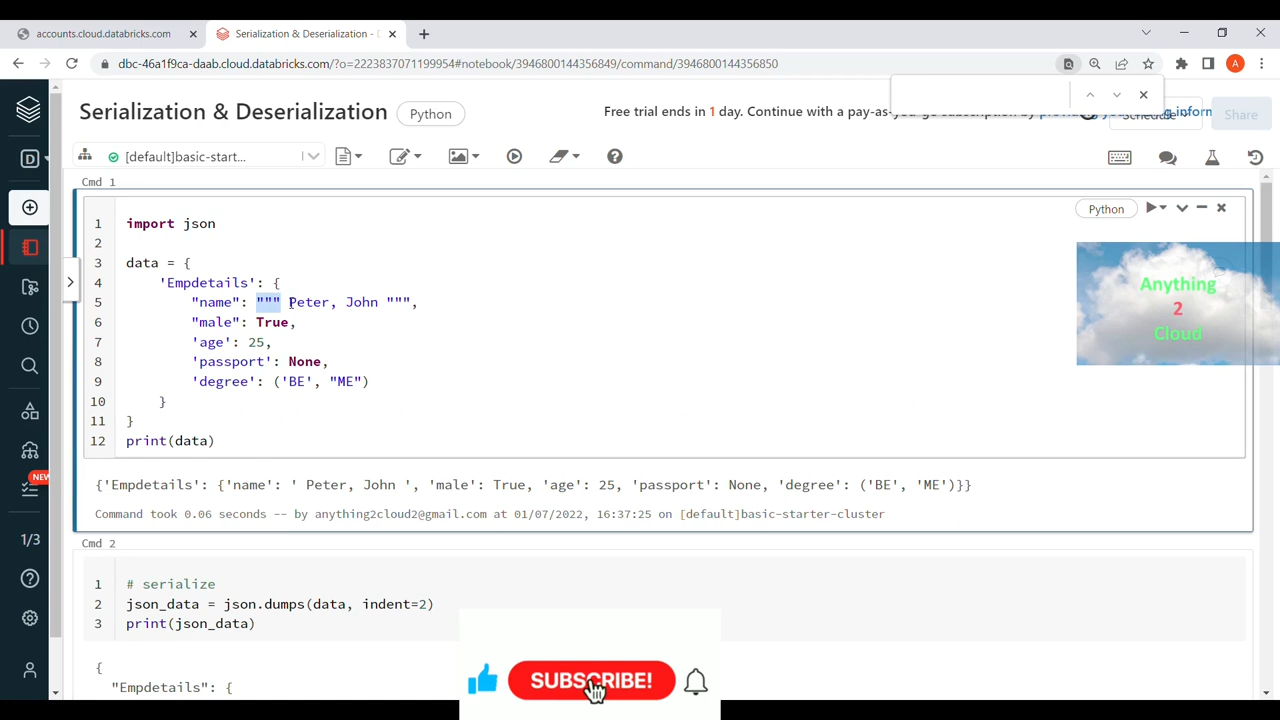 accounts.cloud.databricks.com
Serialization & Deserialization -
dbc-46a1f9ca-daab.cloud.databricks.com/?o=2223837071199954#notebook/3946800144356849/command/3946800144356850
A
Serialization & Deserialization
Python
Free trial ends in 1 day. Continue with a pay-as-you-go subscription by
inform
Schedule
Share
D
[default]basic-start...
Cmd 1
Python
1 import json
2
3 data = {
4 'Empdetails': {
5 "name": """ Peter, John """,
6 "male": True,
7 'age': 25,
8 'passport': None,
9 'degree': ('BE', "ME")
10 }
11 }
12 print(data)
Anything
2
Cloud
{'Empdetails': {'name': ' Peter, John ', 'male': True, 'age': 25, 'passport': None, 'degree': ('BE', 'ME')}}
Command took 0.06 seconds -- by anything2cloud2@gmail.com at 01/07/2022, 16:37:25 on [default]basic-starter-cluster
NEW
1/3
Cmd 2
1 # serialize
2 json_data = json.dumps(data, indent=2)
3 print(json_data)
{
"Empdetails": {
SUBSCRIBE!